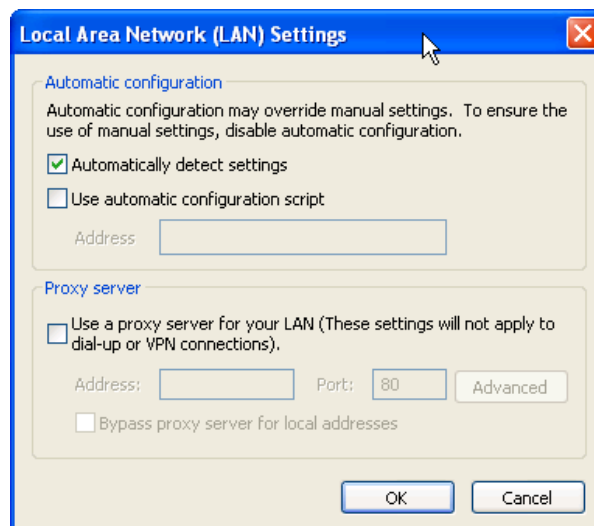 Local Area Network (LAN) Settings
Automatic configuration
Automatic configuration may override manual settings.  To ensure the
use of manual settings, disable automatic configuration.
Automatically detect settings
Use automatic configuration script
Address
Proxy server
Use a proxy server for your LAN (These settings will not apply to
dial-up or VPN connections).
Address: Port: 80 Advanced
Bypass proxy server for local addresses
OK Cancel